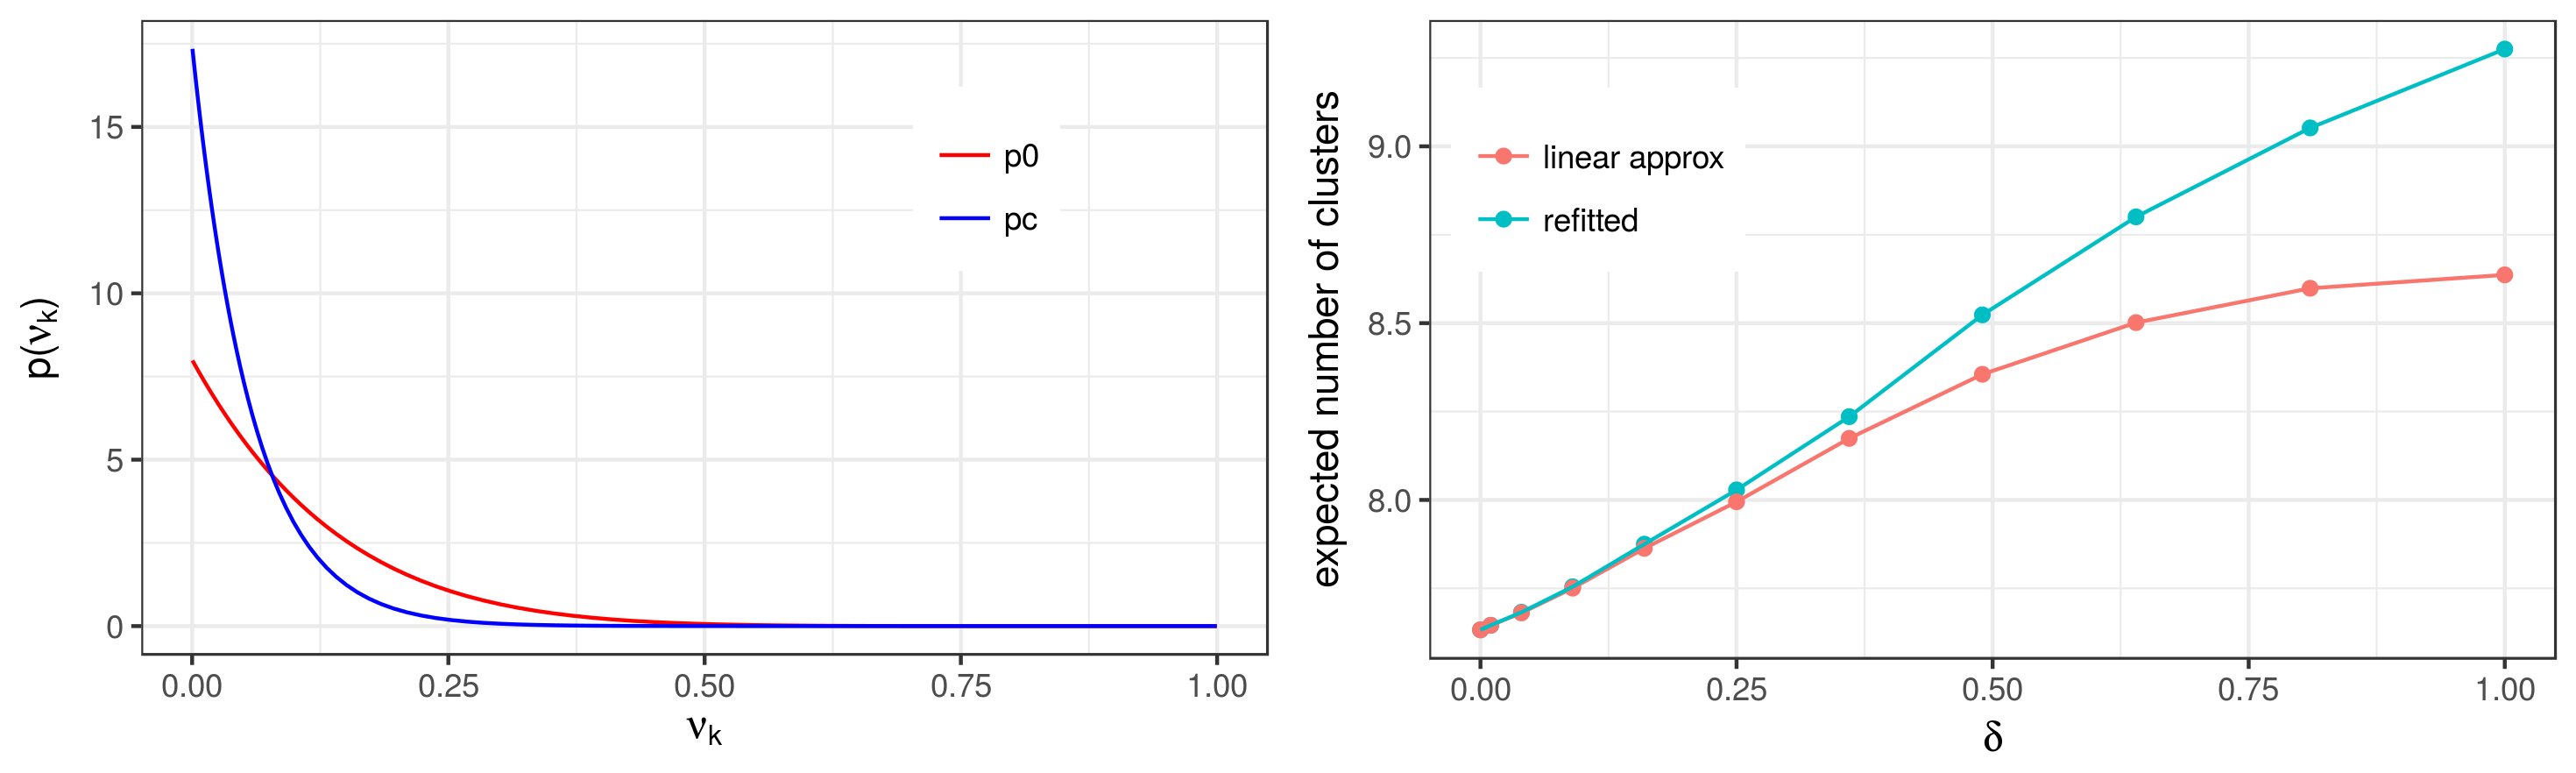 p(νk)
15
10
5
0
p0
pc
0.00 0.25 0.50 0.75 1.00
νk
expected number of clusters
9.0
8.5
8.0
linear approx
refitted
0.00 0.25 0.50 0.75 1.00
δ